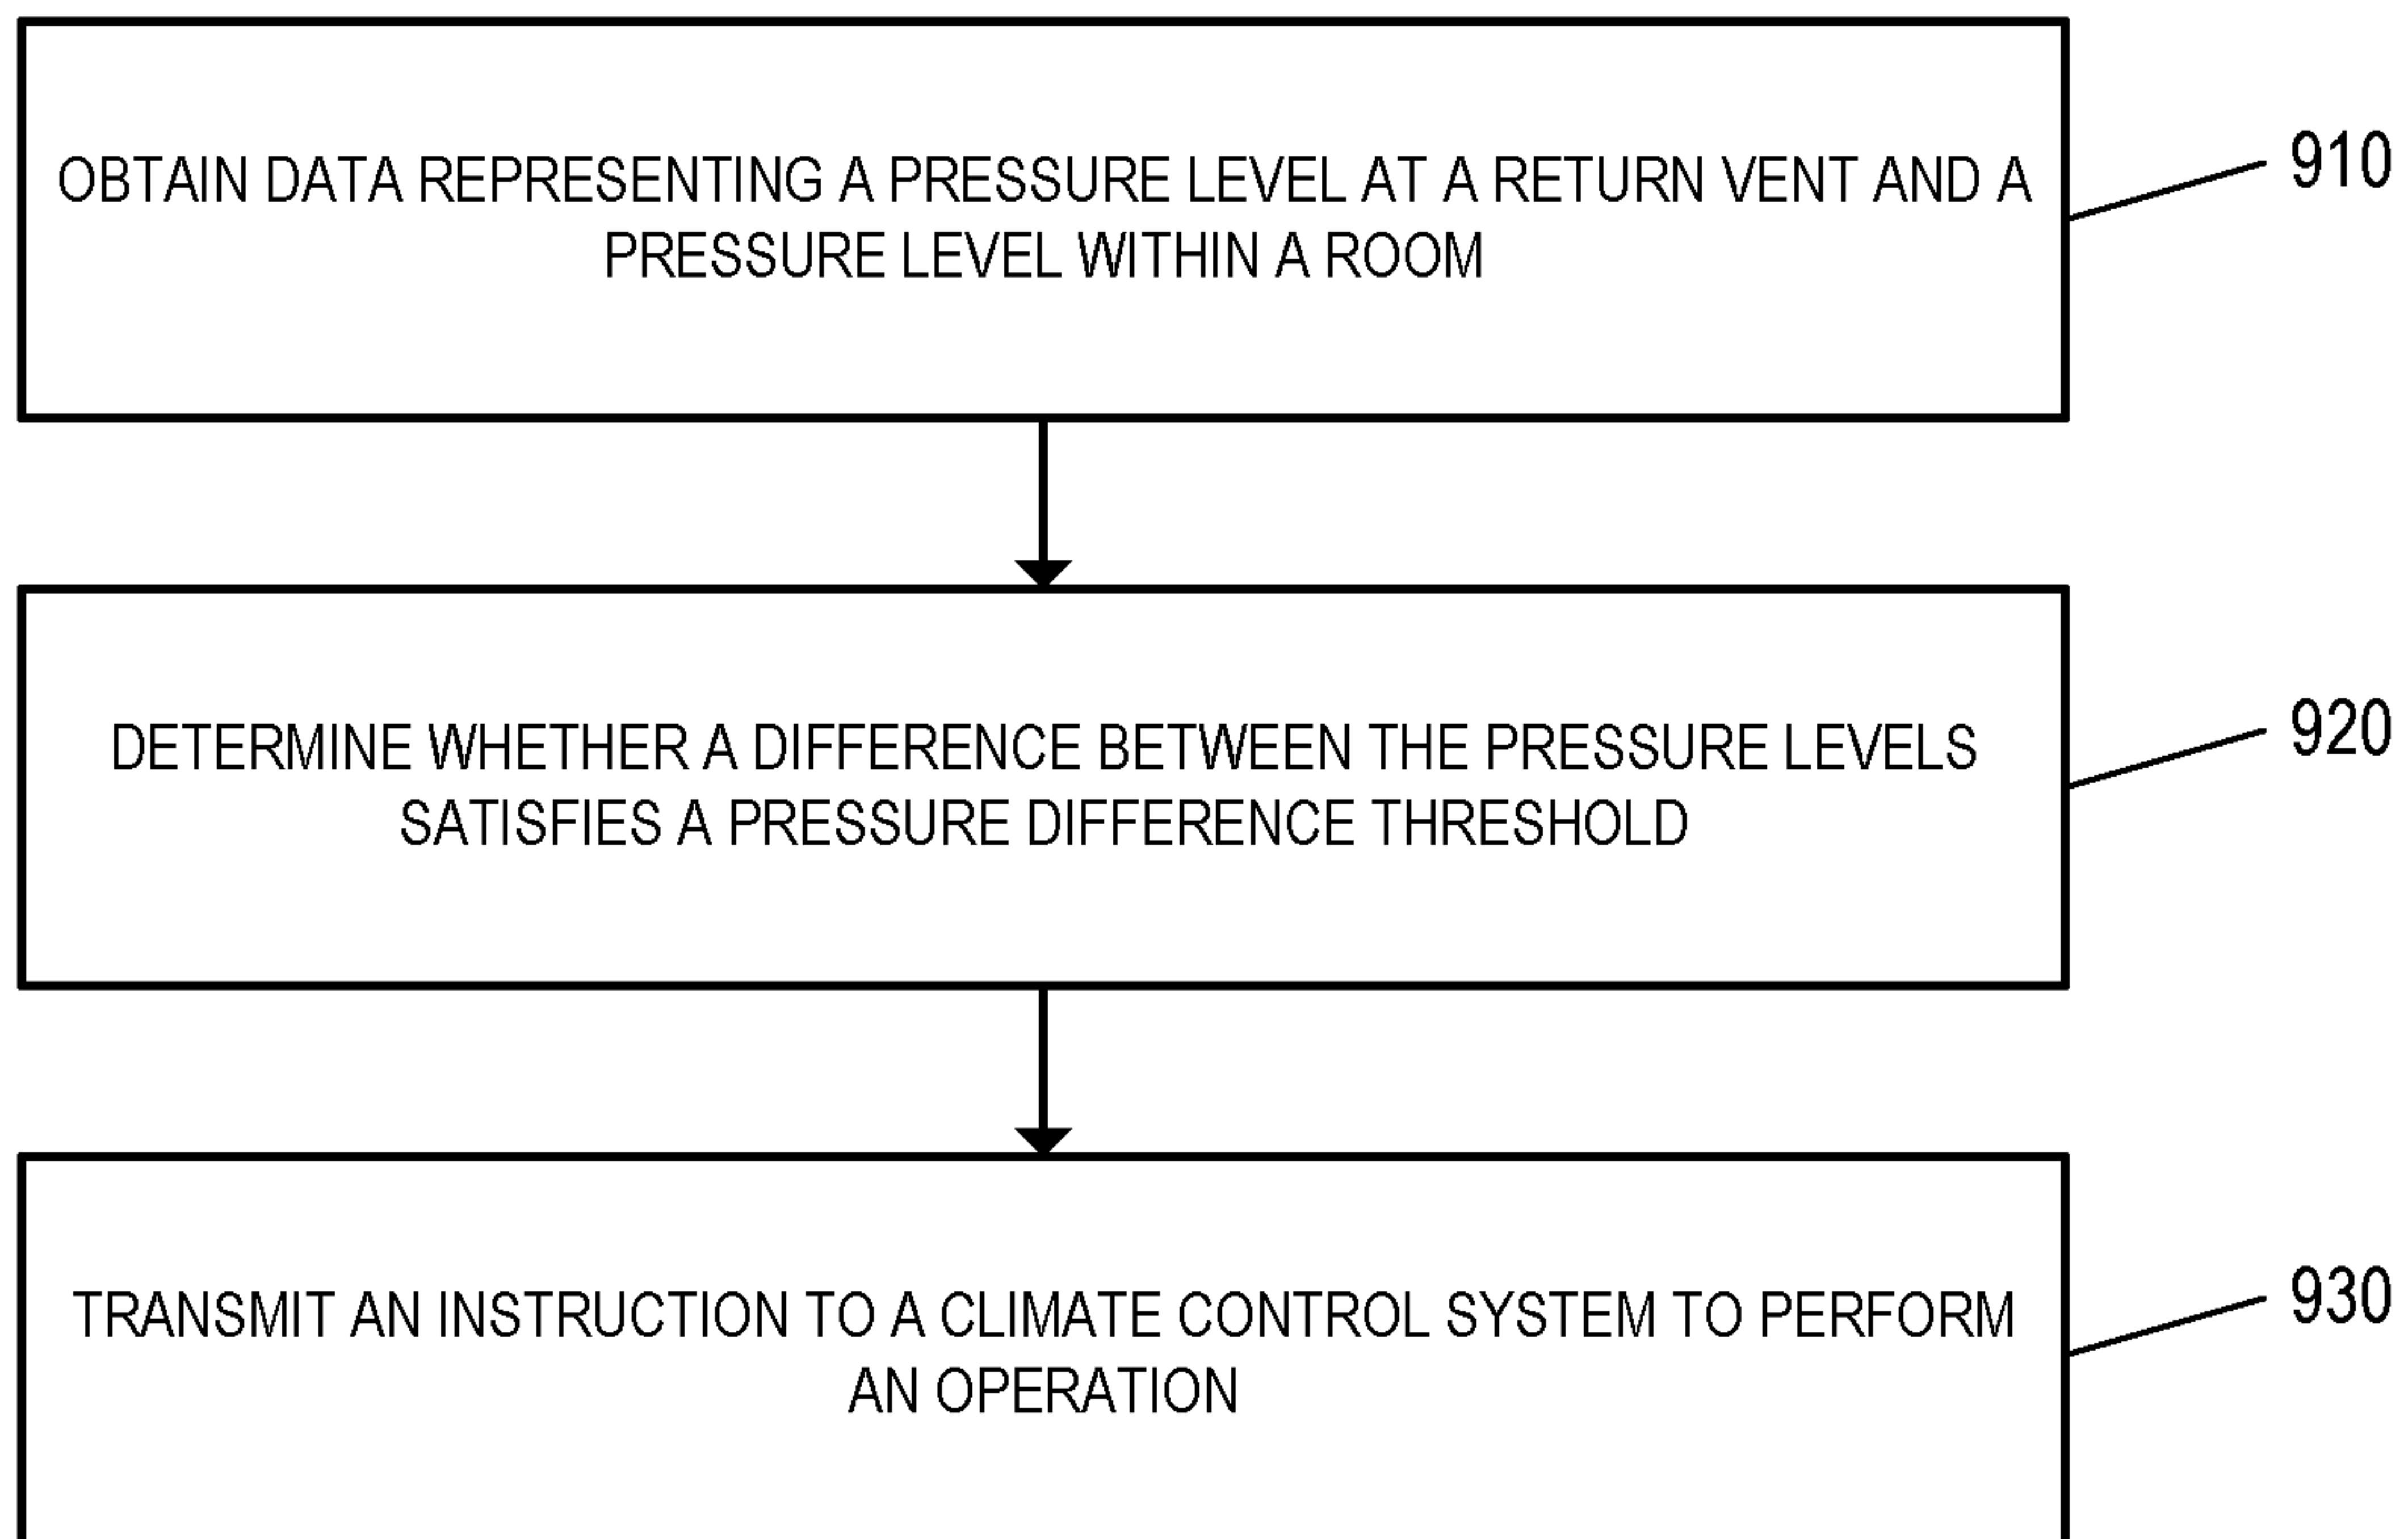 OBTAIN DATA REPRESENTING A PRESSURE LEVEL AT A RETURN VENT AND A
PRESSURE LEVEL WITHIN A ROOM
910
DETERMINE WHETHER A DIFFERENCE BETWEEN THE PRESSURE LEVELS
SATISFIES A PRESSURE DIFFERENCE THRESHOLD
920
TRANSMIT AN INSTRUCTION TO A CLIMATE CONTROL SYSTEM TO PERFORM
AN OPERATION
930